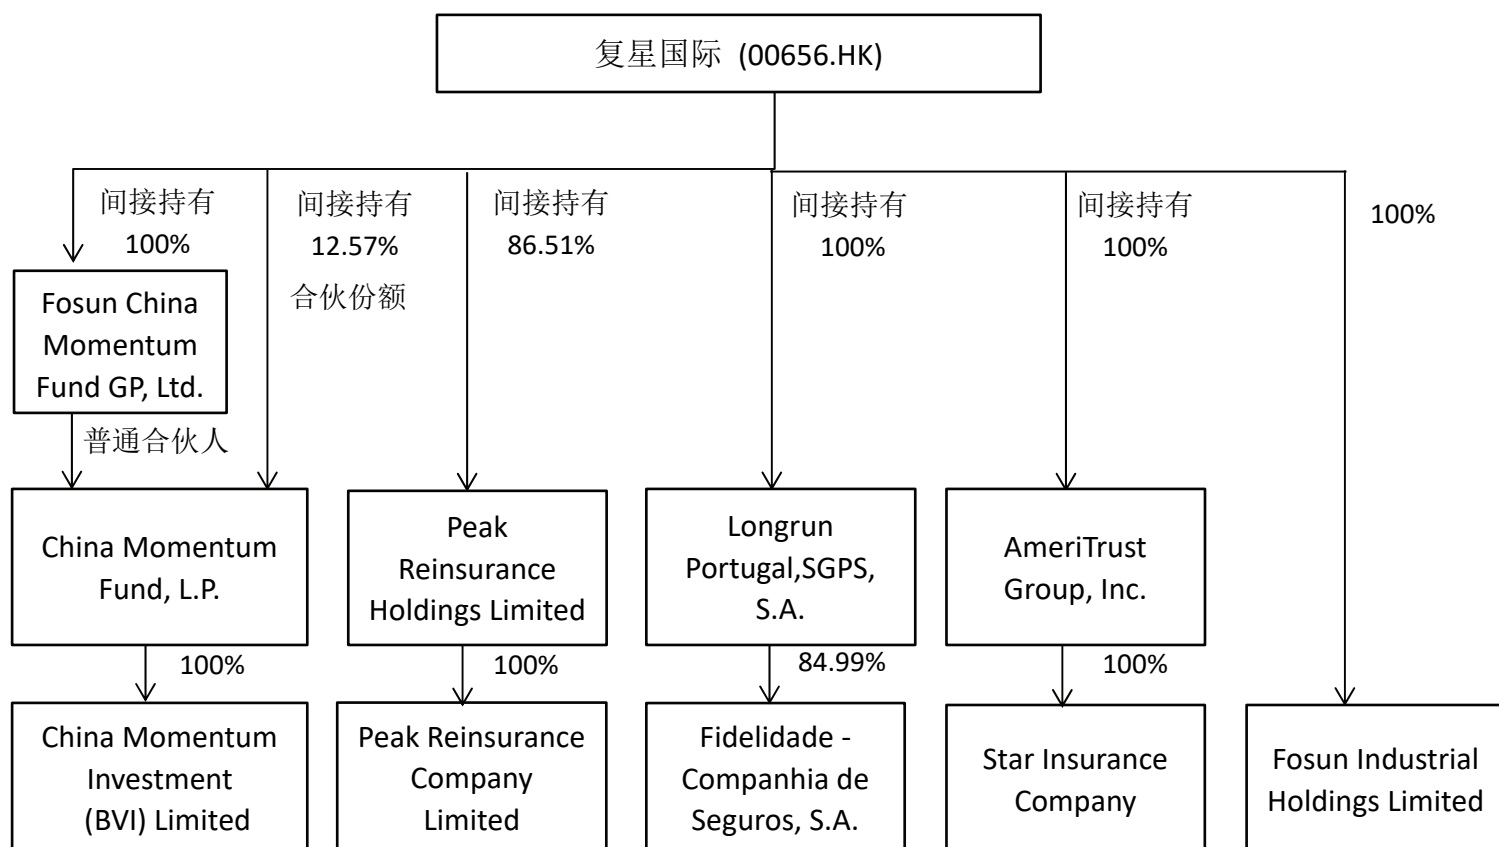 复星国际 (00656.HK)
间接持有
100%
间接持有
12.57%
合伙份额
间接持有
86.51%
间接持有
100%
间接持有
100%
100%
Fosun China
Momentum
Fund GP, Ltd.
普通合伙人
China Momentum
Fund, L.P.
Peak
Reinsurance
Holdings Limited
Longrun
Portugal,SGPS,
S.A.
AmeriTrust
Group, Inc.
100%
100%
84.99%
100%
China Momentum
Investment
(BVI) Limited
Peak Reinsurance
Company
Limited
Fidelidade -
Companhia de
Seguros, S.A.
Star Insurance
Company
Fosun Industrial
Holdings Limited